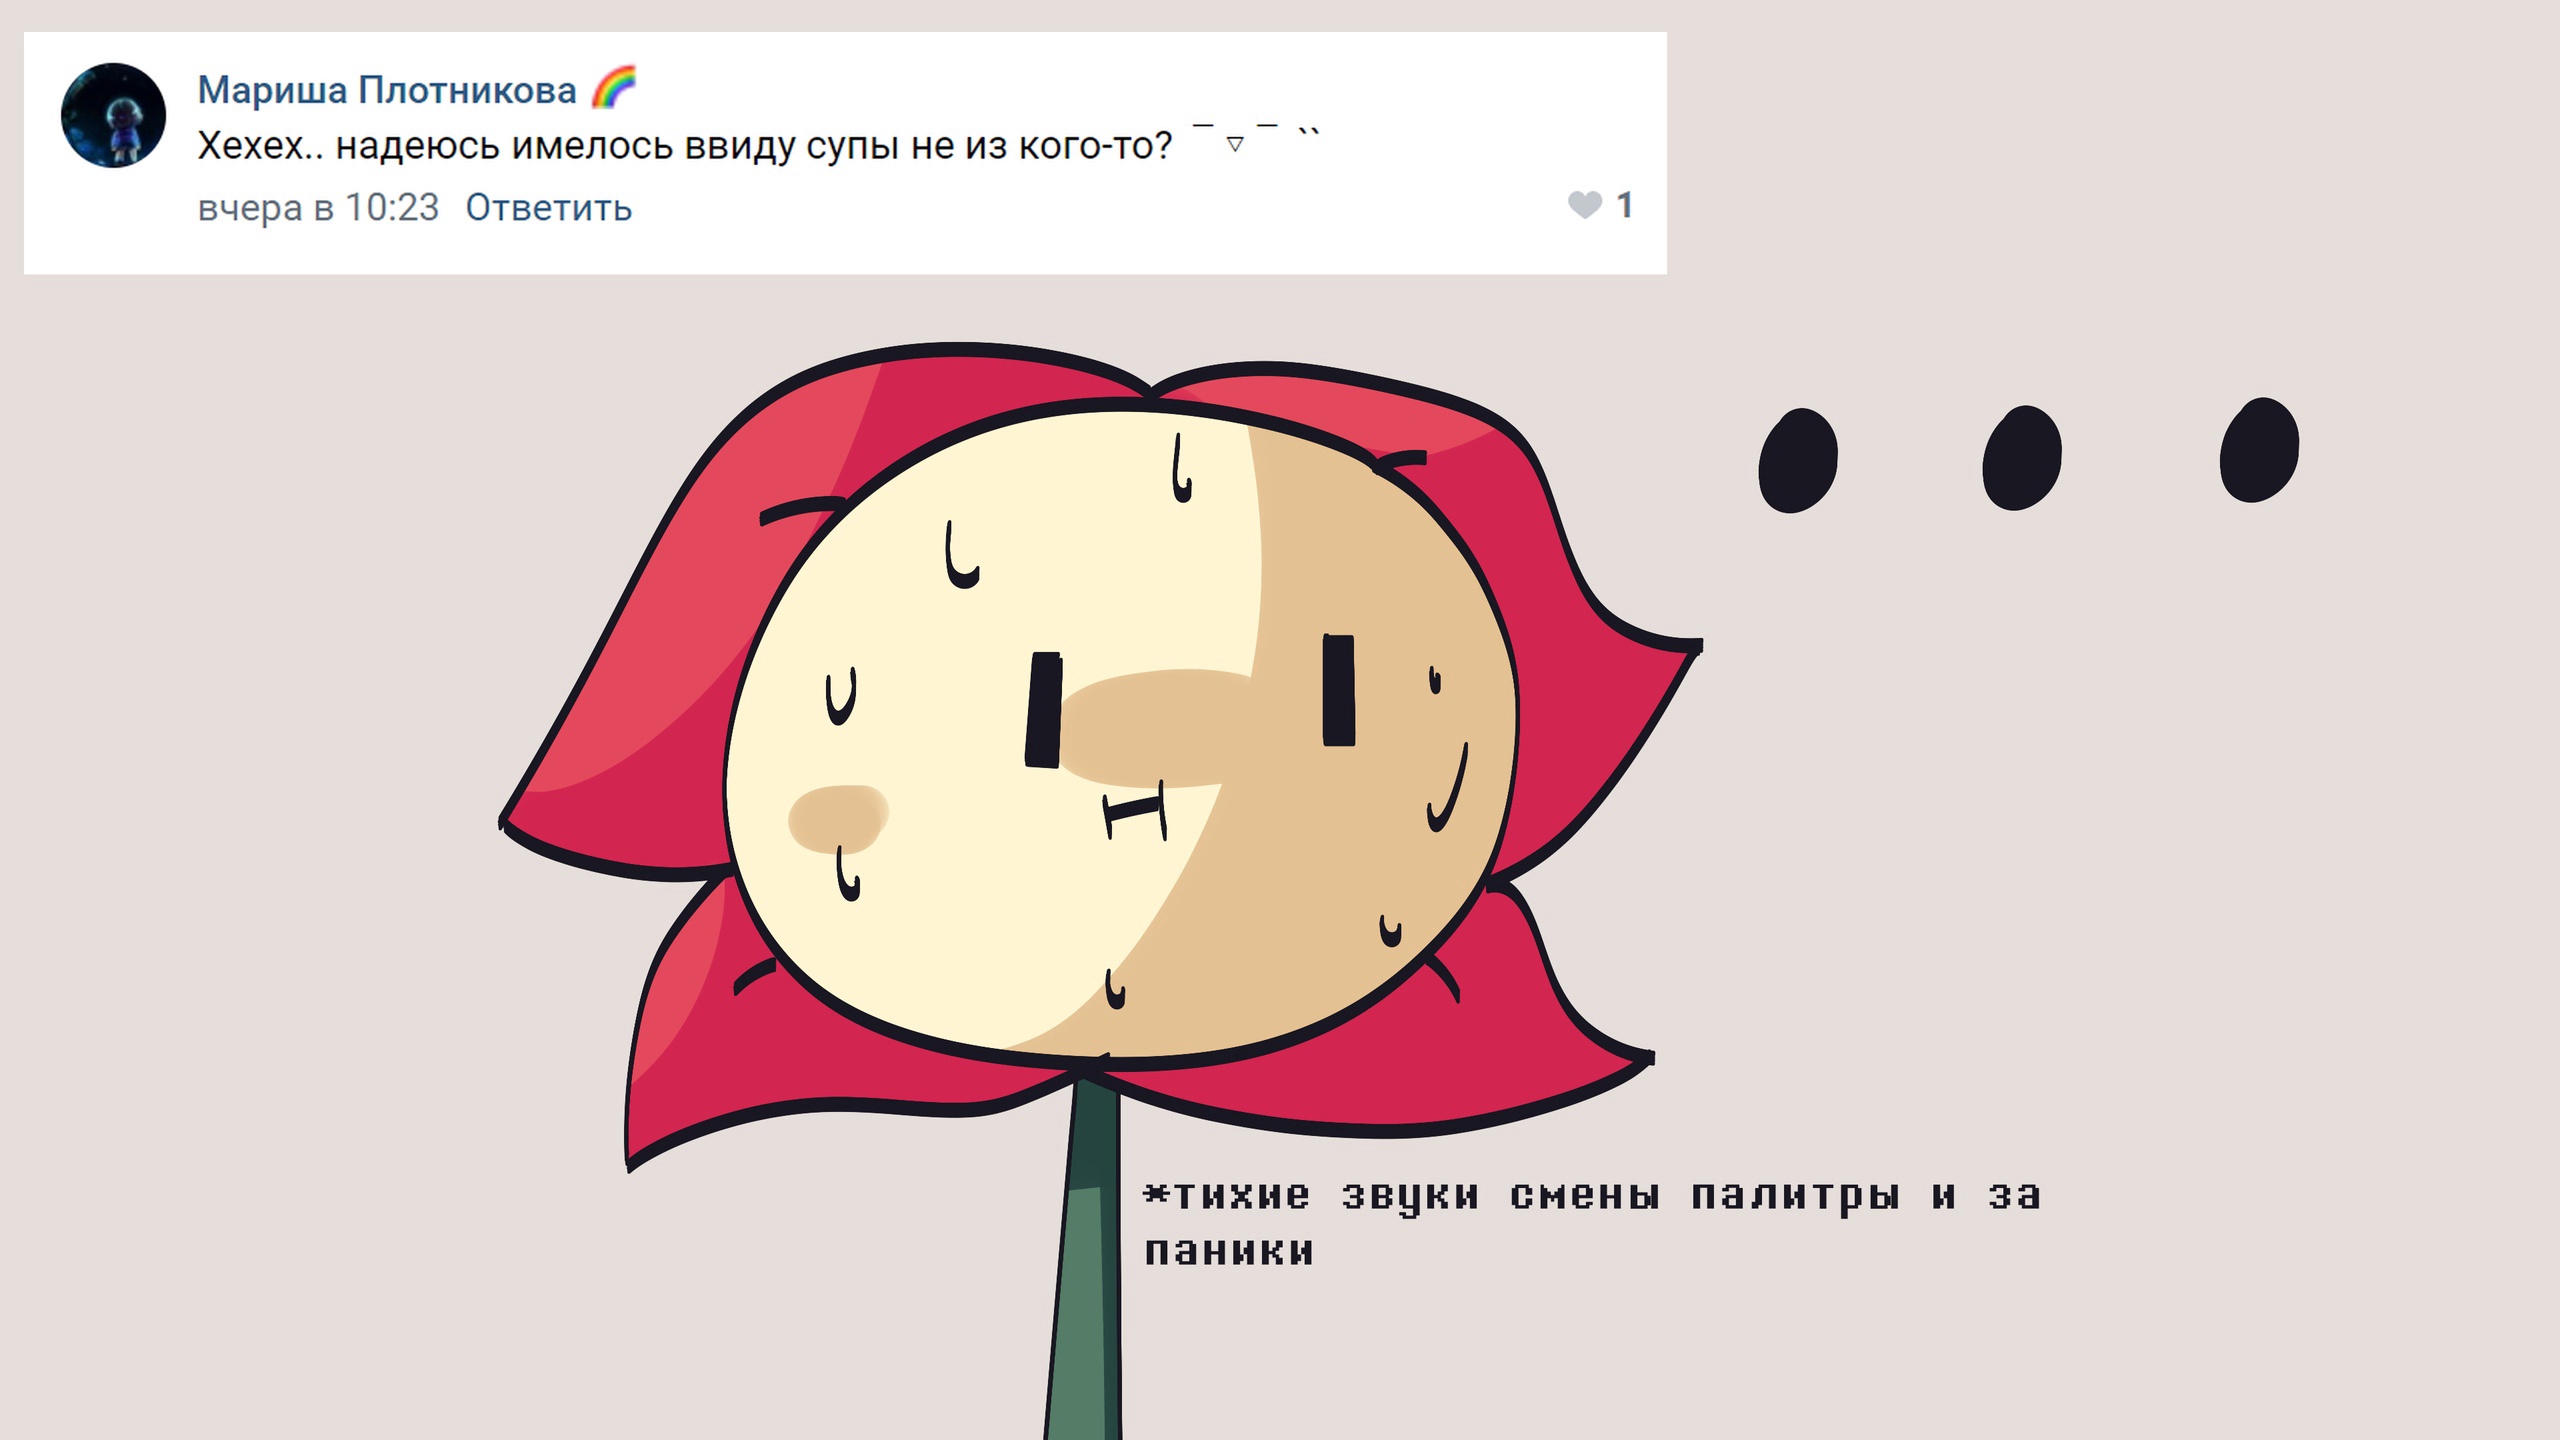 Мариша Плотникова 🌈
Хехех.. надеюсь имелось ввиду супы не из кого-то? ¯ ▿ ¯ ``
вчера в 10:23 Ответить 1
*тихие звуки смены палитры и за
паники